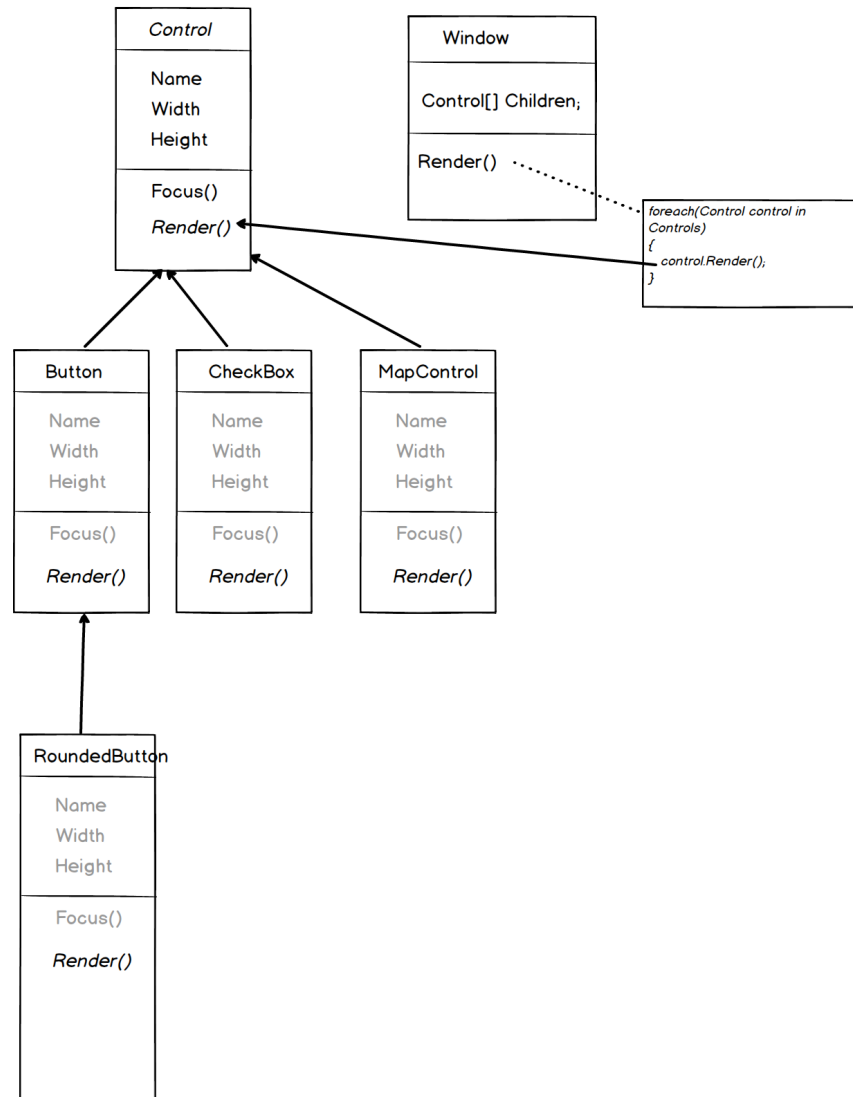 Control
Name
Width
Height
Focus()
Render()
Window
Control[] Children;
Render()
foreach(Control control in
Controls)
{
control.Render();
}
Button
Name
Width
Height
Focus()
Render()
CheckBox
Name
Width
Height
Focus()
Render()
MapControl
Name
Width
Height
Focus()
Render()
RoundedButton
Name
Width
Height
Focus()
Render()